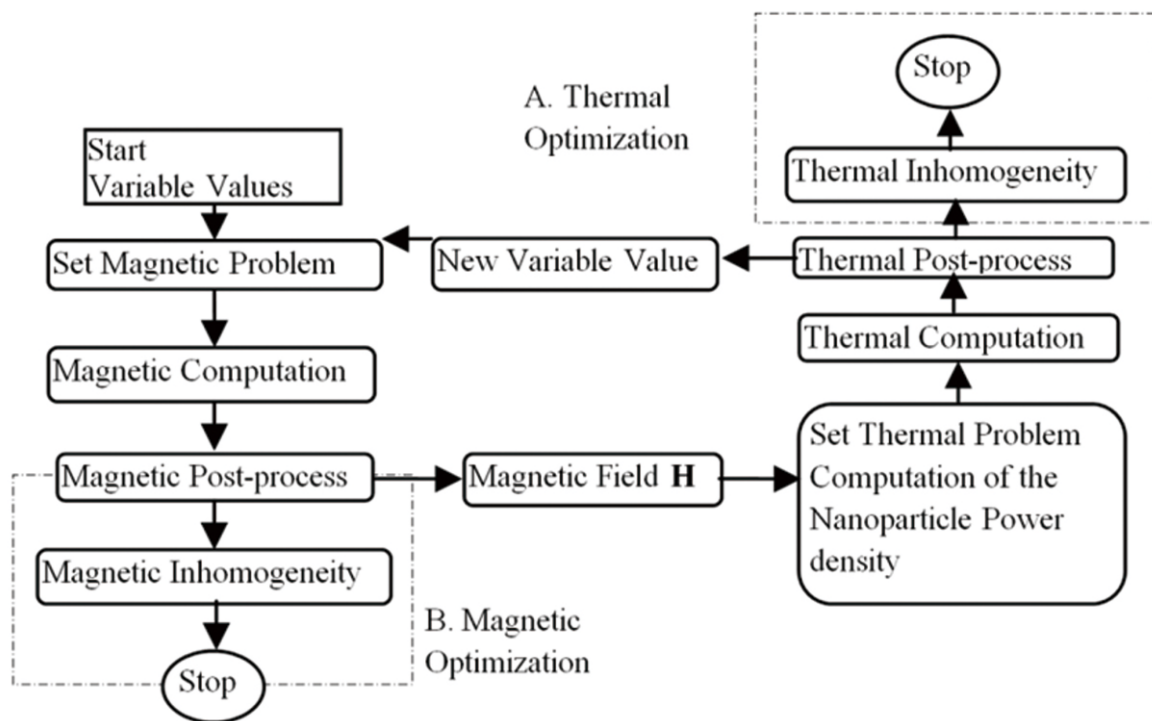 Start
Variable Values
Set Magnetic Problem
Magnetic Computation
Magnetic Post-process
Magnetic Inhomogeneity
Stop
B. Magnetic
Optimization
Magnetic Field H
Set Thermal Problem
Computation of the
Nanoparticle Power
density
Thermal Computation
Thermal Post-process
New Variable Value
Thermal Inhomogeneity
Stop
A. Thermal
Optimization